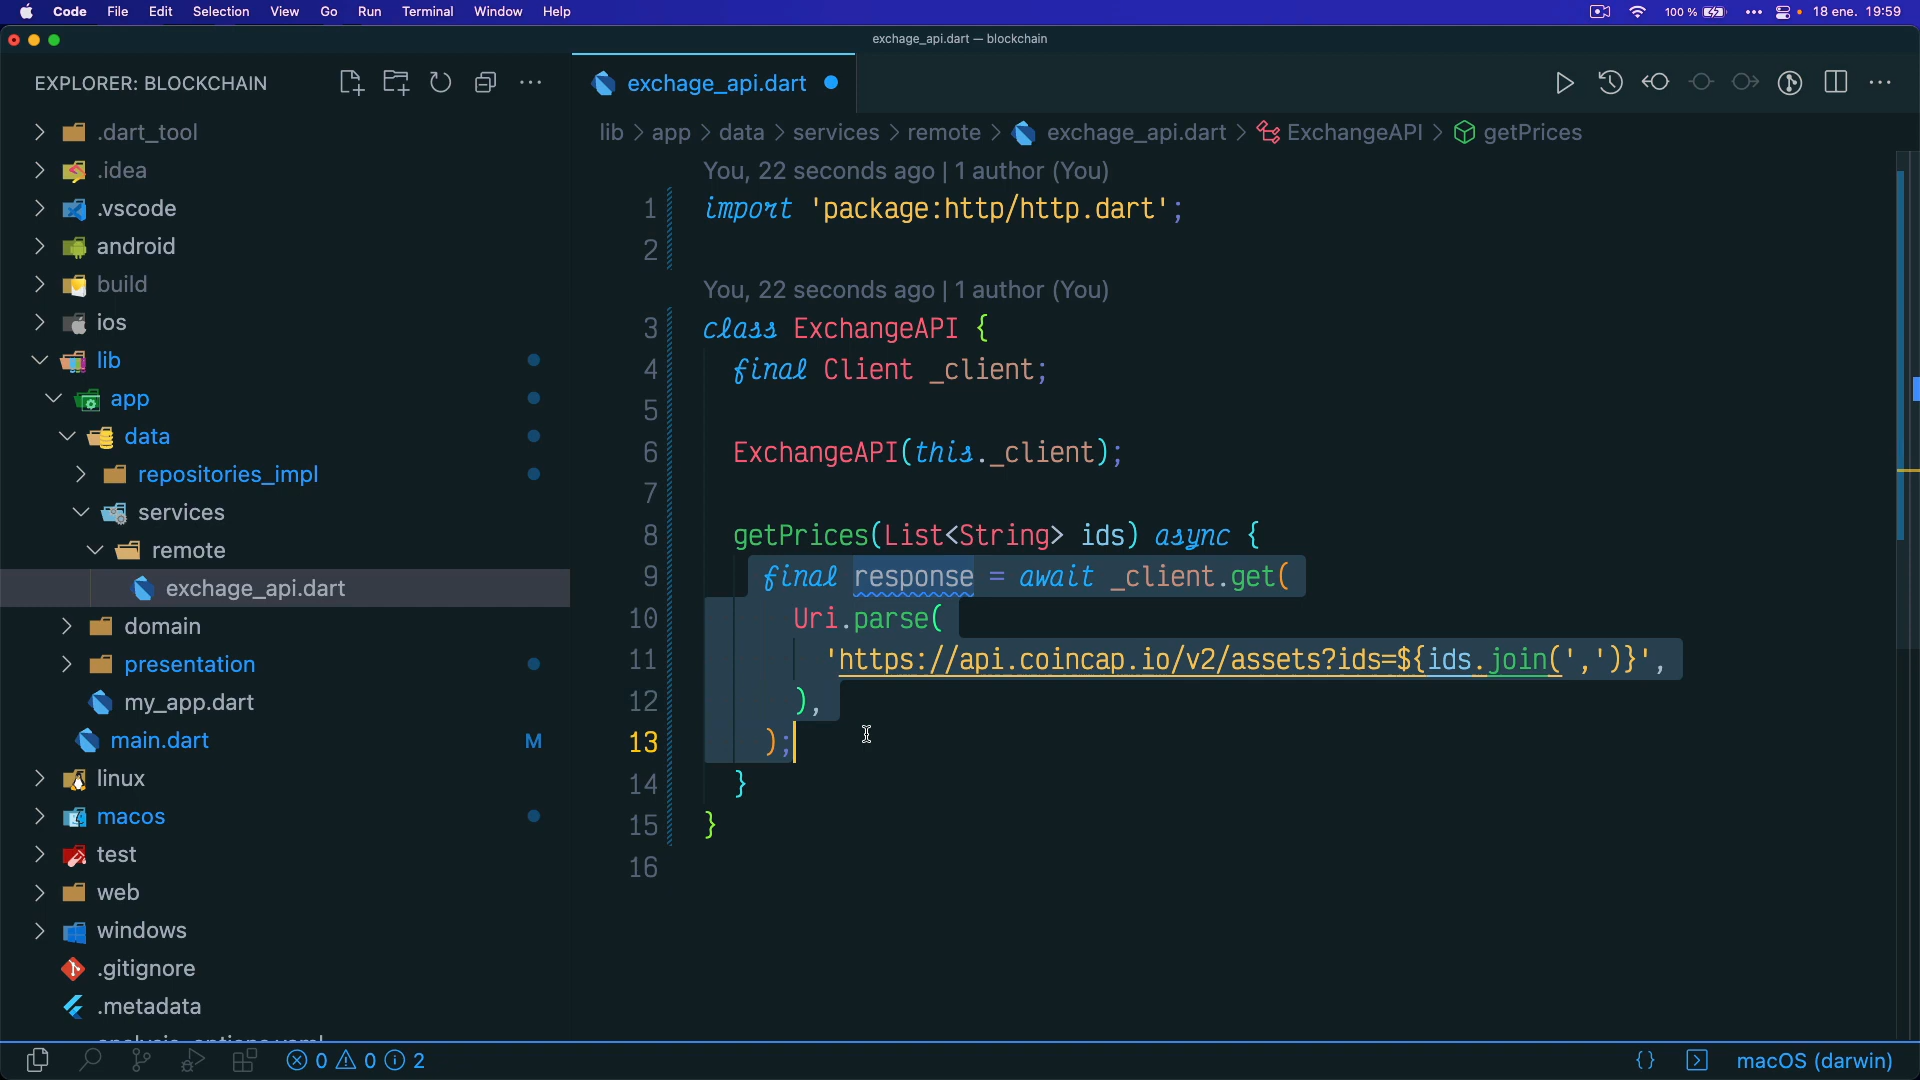 Code File Edit Selection View Go Run Terminal Window Help 100 % 18 ene. 19:59
exchage_api.dart — blockchain
EXPLORER: BLOCKCHAIN
.dart_tool
.idea
.vscode
android
build
ios
lib
app
data
repositories_impl
services
remote
exchage_api.dart
domain
presentation
my_app.dart
main.dart M
linux
macos
test
web
windows
.gitignore
.metadata
exchage_api.dart
lib > app > data > services > remote > exchage_api.dart > ExchangeAPI > getPrices
You, 22 seconds ago | 1 author (You)
1 import 'package:http/http.dart';
2
You, 22 seconds ago | 1 author (You)
3 class ExchangeAPI {
4 final Client _client;
5
6 ExchangeAPI(this._client);
7
8 getPrices(List<String> ids) async {
9 final response = await _client.get(
10 Uri.parse(
11 'https://api.coincap.io/v2/assets?ids=${ids.join(',')}',
12 ),
13 );
14 }
15 }
16
0 0 2 {} macOS (darwin)